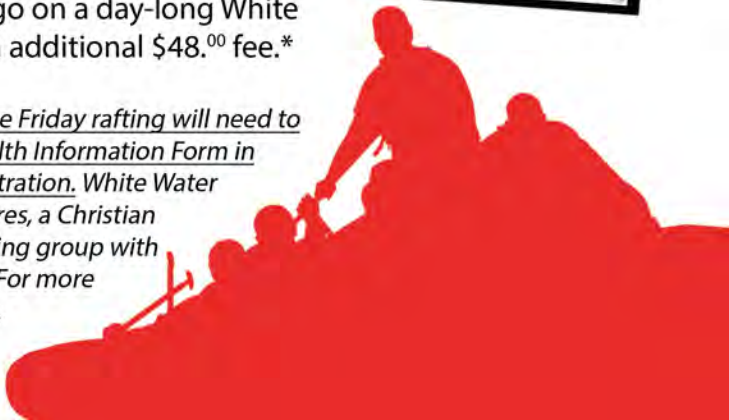 go on a day-long White
additional $48.⁰⁰ fee.*
e Friday rafting will need to
lth Information Form in
tration. White Water
res, a Christian
ing group with
For more